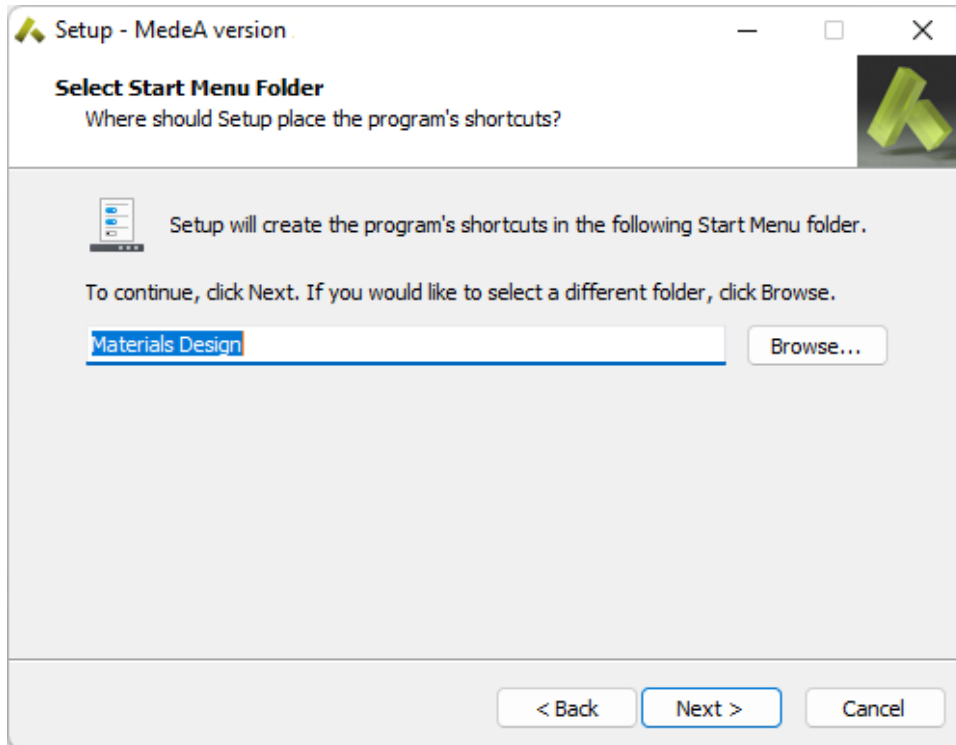 Setup - MedeA version
Select Start Menu Folder
Where should Setup place the program's shortcuts?
Setup will create the program's shortcuts in the following Start Menu folder.
To continue, click Next. If you would like to select a different folder, click Browse.
Materials Design
Browse...
< Back
Next >
Cancel